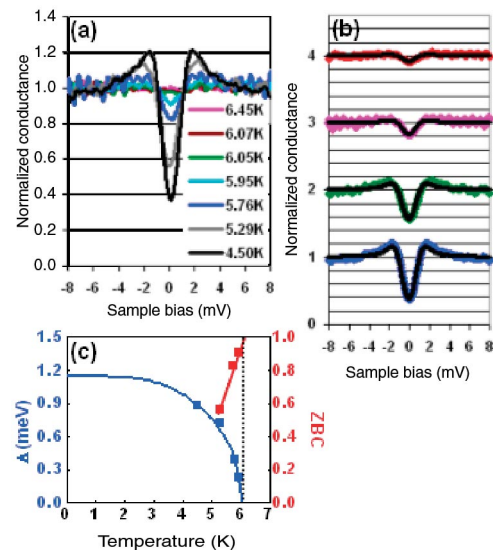 (a)
Normalized conductance
1.4
1.2
1.0
0.8
0.6
0.4
0.2
0.0
6.45K
6.07K
6.05K
5.95K
5.76K
5.29K
4.50K
-8 -6 -4 -2 0 2 4 6 8
Sample bias (mV)
(b)
Normalized conductance
4
3
2
1
0
-8 -6 -4 -2 0 2 4 6 8
Sample bias (mV)
(c)
Δ (meV)
1.5
1.2
0.9
0.6
0.3
0.0
1.0
0.8
0.6
0.4
0.2
0.0
ZBC
0 1 2 3 4 5 6 7
Temperature (K)